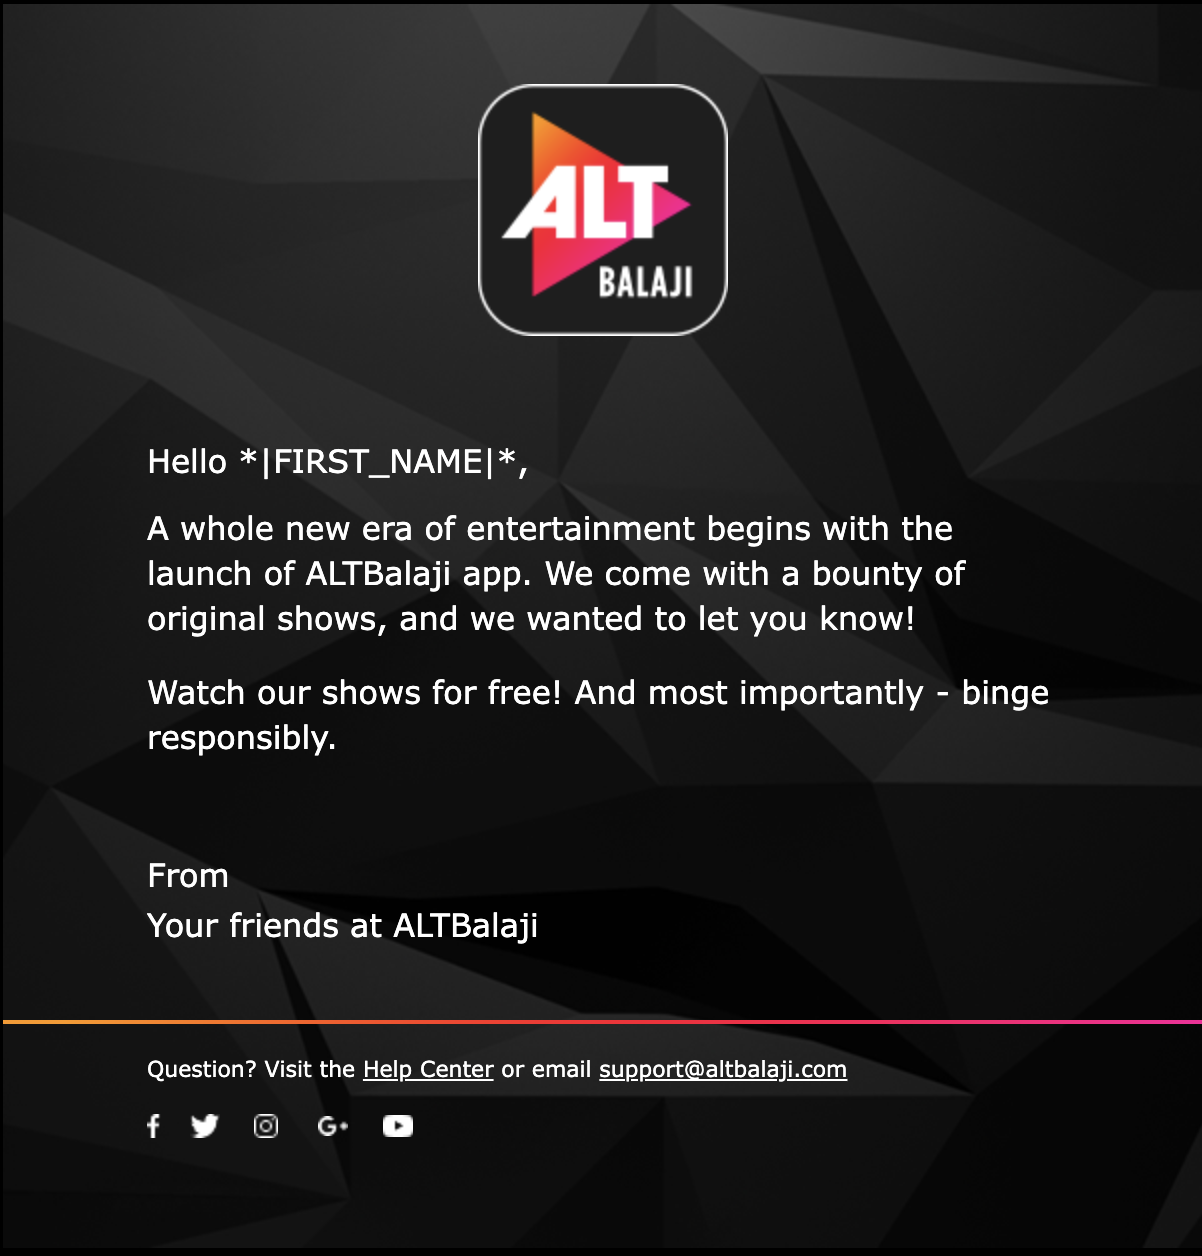 ALT
BALAJI
Hello *|FIRST_NAME|*,
A whole new era of entertainment begins with the
launch of ALTBalaji app. We come with a bounty of
original shows, and we wanted to let you know!
Watch our shows for free! And most importantly - binge
responsibly.
From
Your friends at ALTBalaji
Question? Visit the Help Center or email support@altbalaji.com